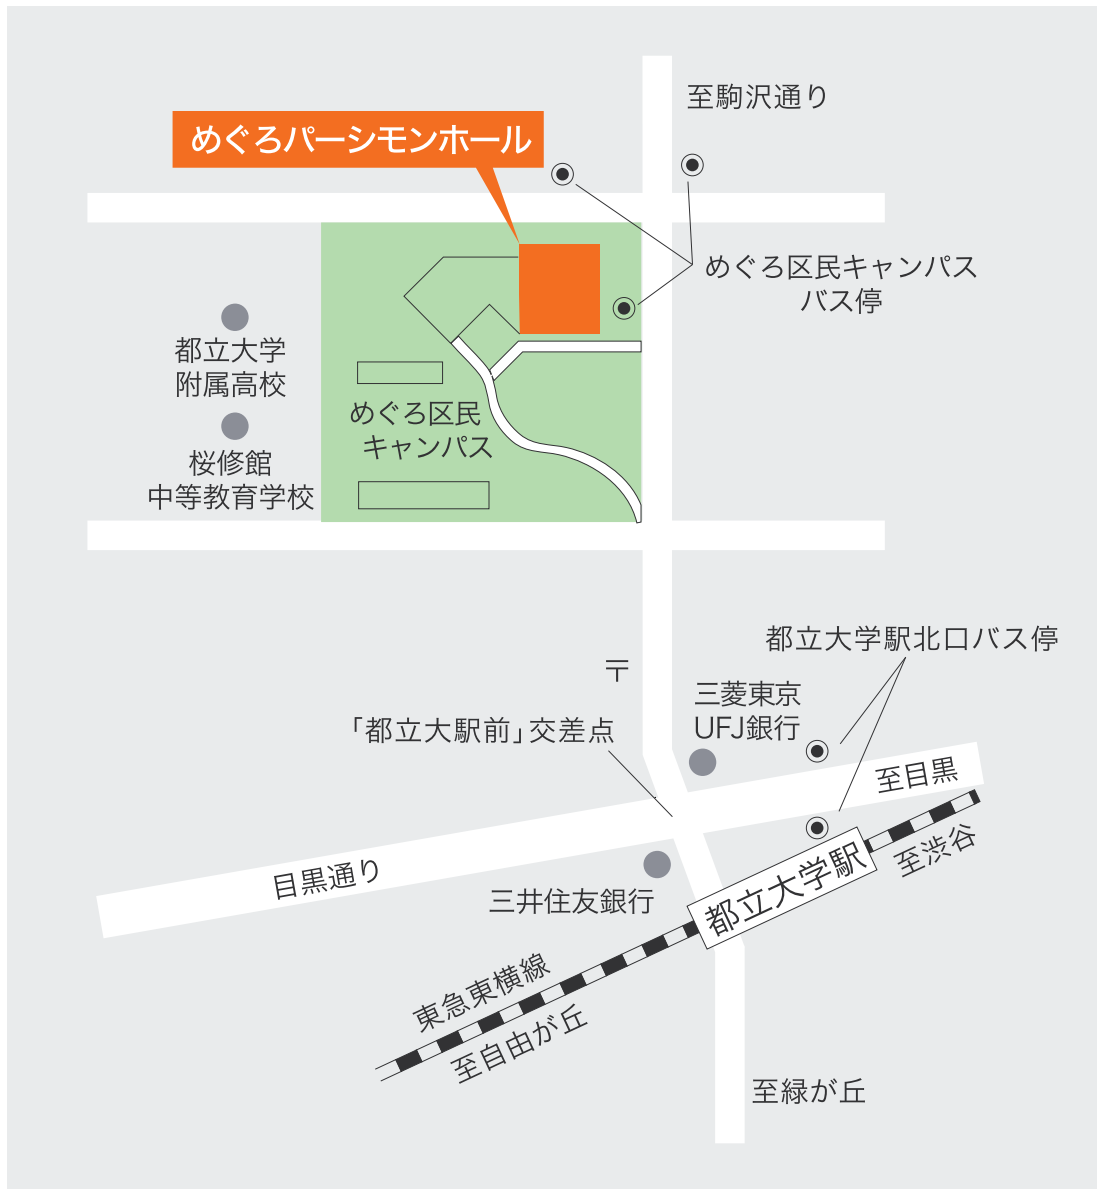 至駒沢通り
めぐろパーシモンホール
めぐろ区民キャンパス
バス停
都立大学
附属高校
めぐろ区民
キャンパス
桜修館
中等教育学校
都立大学駅北口バス停
〒
三菱東京
UFJ銀行
「都立大駅前」交差点
至目黒
目黒通り
至渋谷
都立大学駅
三井住友銀行
東急東横線
至自由が丘
至緑が丘